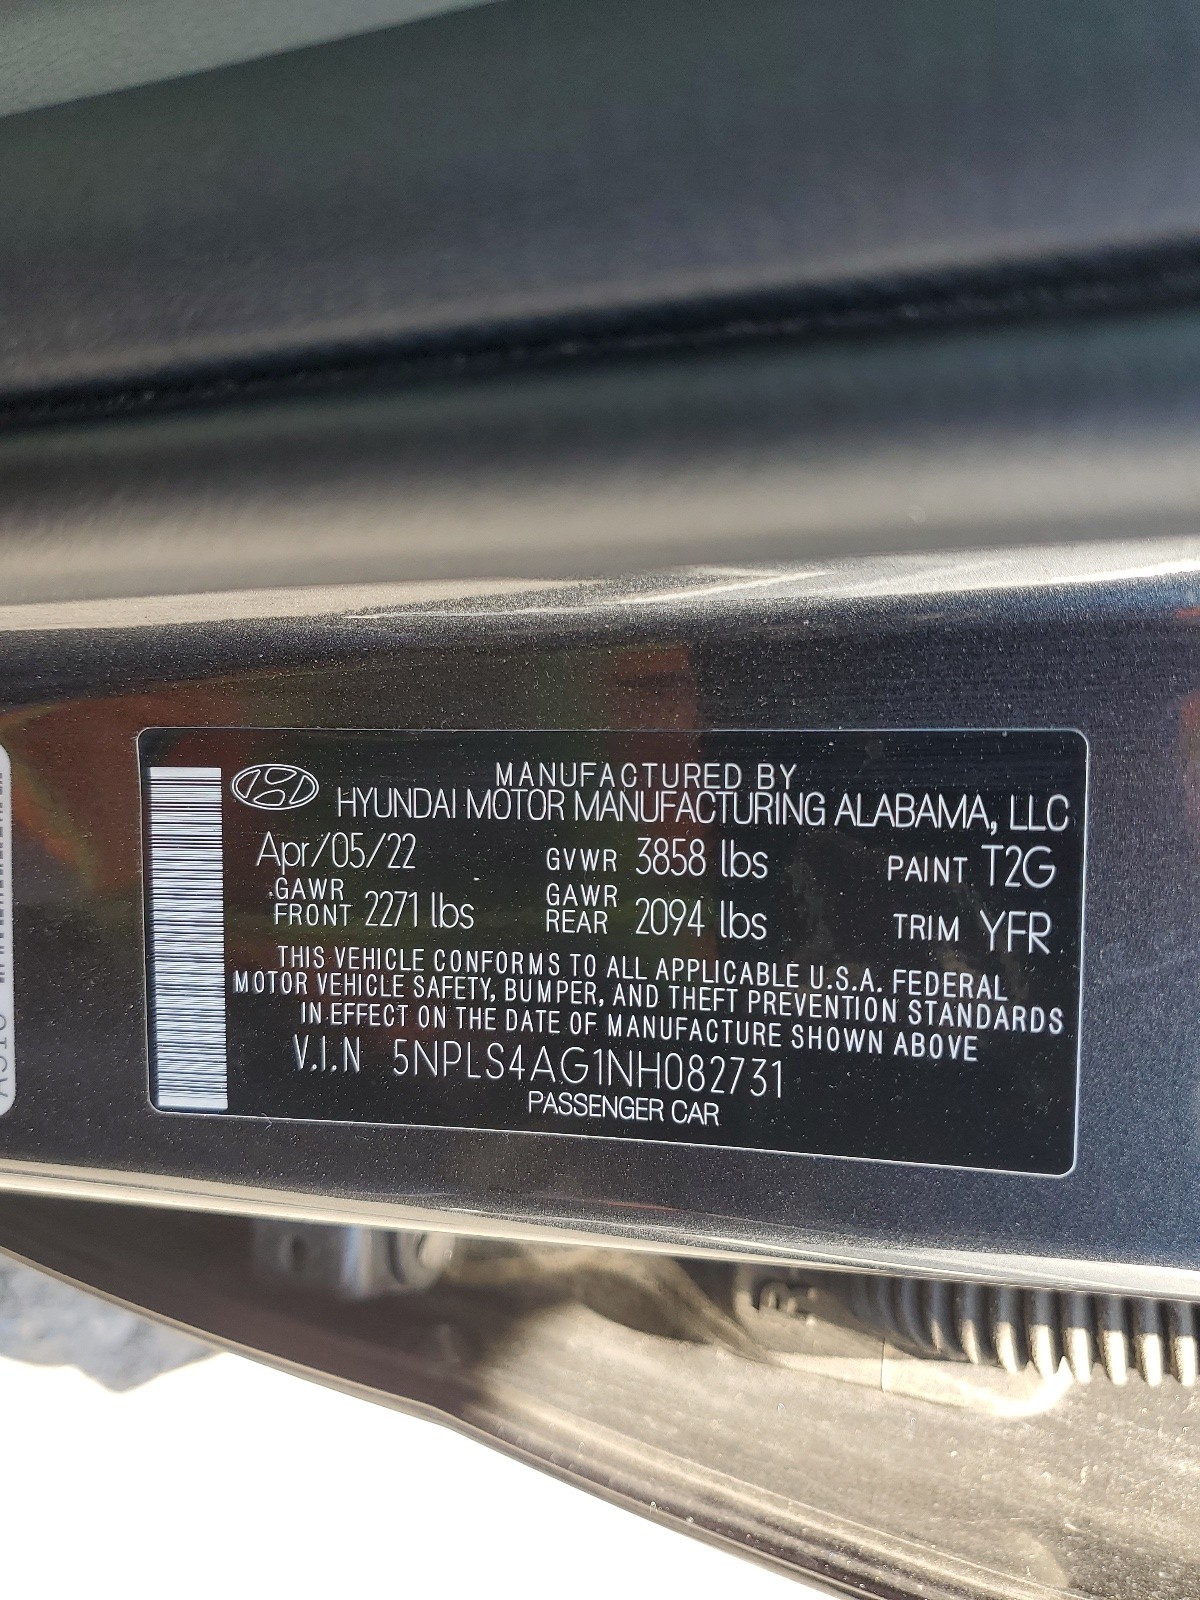 MANUFACTURED BY
HYUNDAI MOTOR MANUFACTURING ALABAMA, LLC
Apr/05/22 GVWR 3858 lbs PAINT T2G
GAWR FRONT 2271 lbs GAWR REAR 2094 lbs TRIM YFR
THIS VEHICLE CONFORMS TO ALL APPLICABLE U.S.A. FEDERAL
MOTOR VEHICLE SAFETY, BUMPER, AND THEFT PREVENTION STANDARDS
IN EFFECT ON THE DATE OF MANUFACTURE SHOWN ABOVE
V.I.N 5NPLS4AG1NH082731
PASSENGER CAR